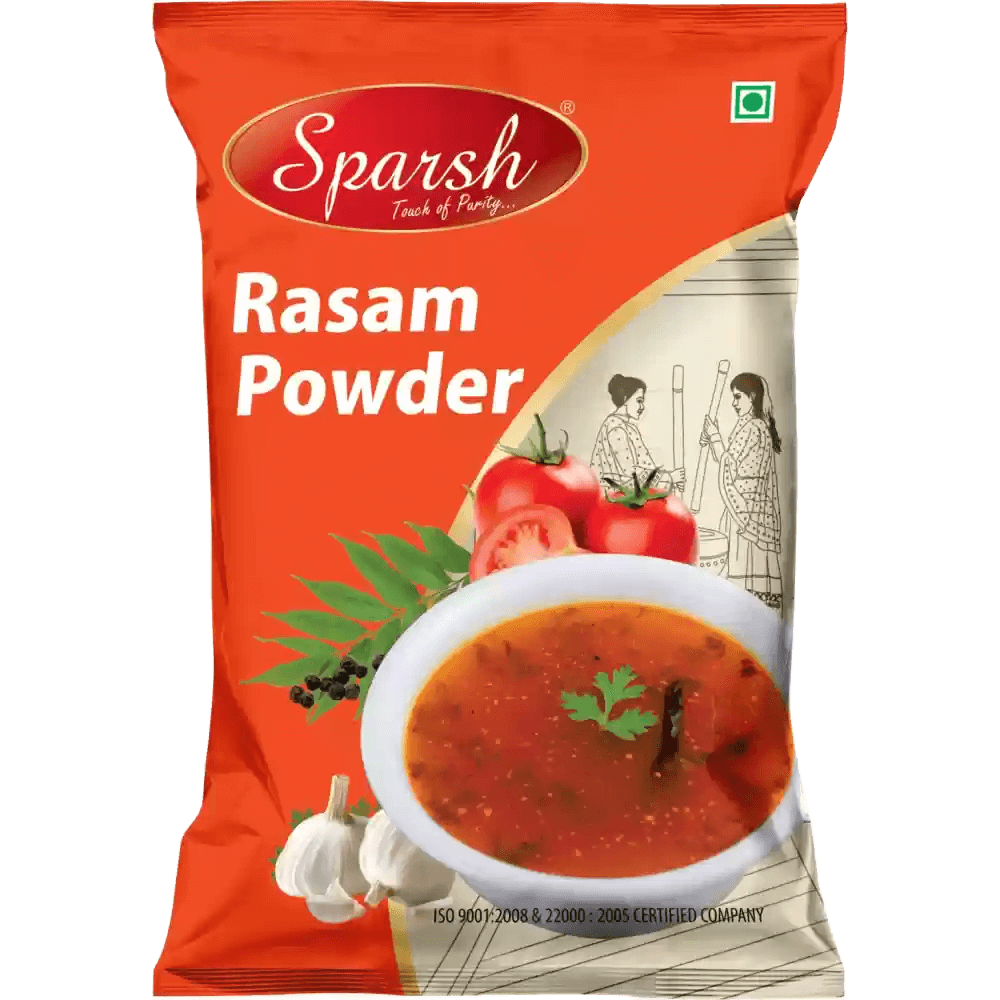 Sparsh®
Touch of Purity...
Rasam
Powder
ISO 9001:2008 & 22000 : 2005 CERTIFIED COMPANY